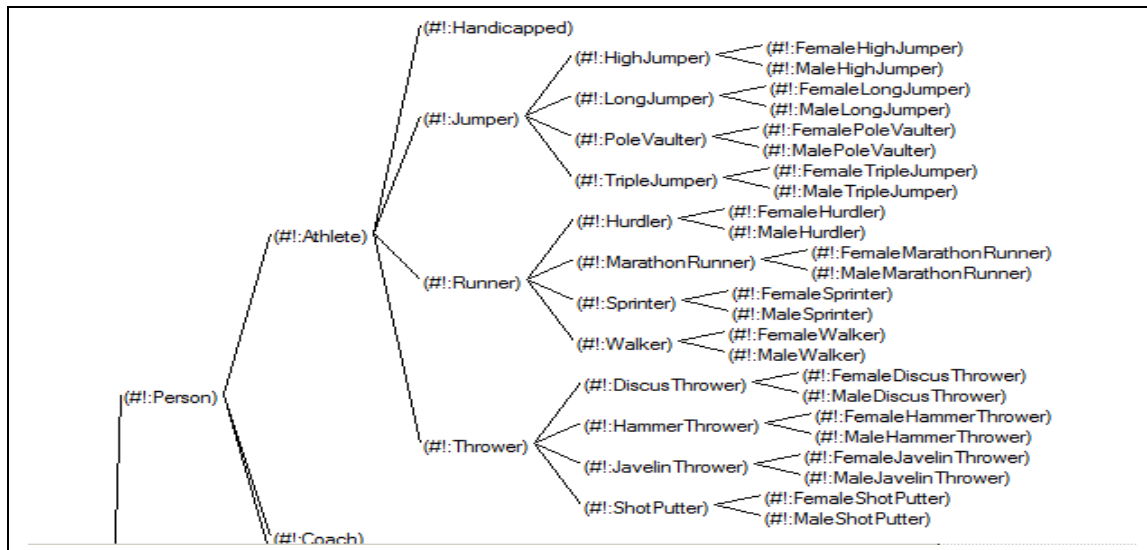 (#!:Handicapped)
(#!:FemaleHighJumper)
(#!:HighJumper)
(#!:MaleHighJumper)
(#!:FemaleLongJumper)
(#!:LongJumper)
(#!:MaleLongJumper)
(#!:Jumper)
(#!:FemalePoleVaulter)
(#!:PoleVaulter)
(#!:MalePoleVaulter)
(#!:FemaleTripleJumper)
(#!:TripleJumper)
(#!:MaleTripleJumper)
(#!:FemaleHurdler)
(#!:Hurdler)
(#!:MaleHurdler)
(#!:Athlete)
(#!:FemaleMarathonRunner)
(#!:MarathonRunner)
(#!:MaleMarathonRunner)
(#!:Runner)
(#!:FemaleSprinter)
(#!:Sprinter)
(#!:MaleSprinter)
(#!:FemaleWalker)
(#!:Walker)
(#!:MaleWalker)
(#!:FemaleDiscusThrower)
(#!:DiscusThrower)
(#!:MaleDiscusThrower)
(#!:Person)
(#!:FemaleHammerThrower)
(#!:HammerThrower)
(#!:MaleHammerThrower)
(#!:Thrower)
(#!:FemaleJavelinThrower)
(#!:JavelinThrower)
(#!:MaleJavelinThrower)
(#!:FemaleShotPutter)
(#!:ShotPutter)
(#!:MaleShotPutter)
(#!:Coach)